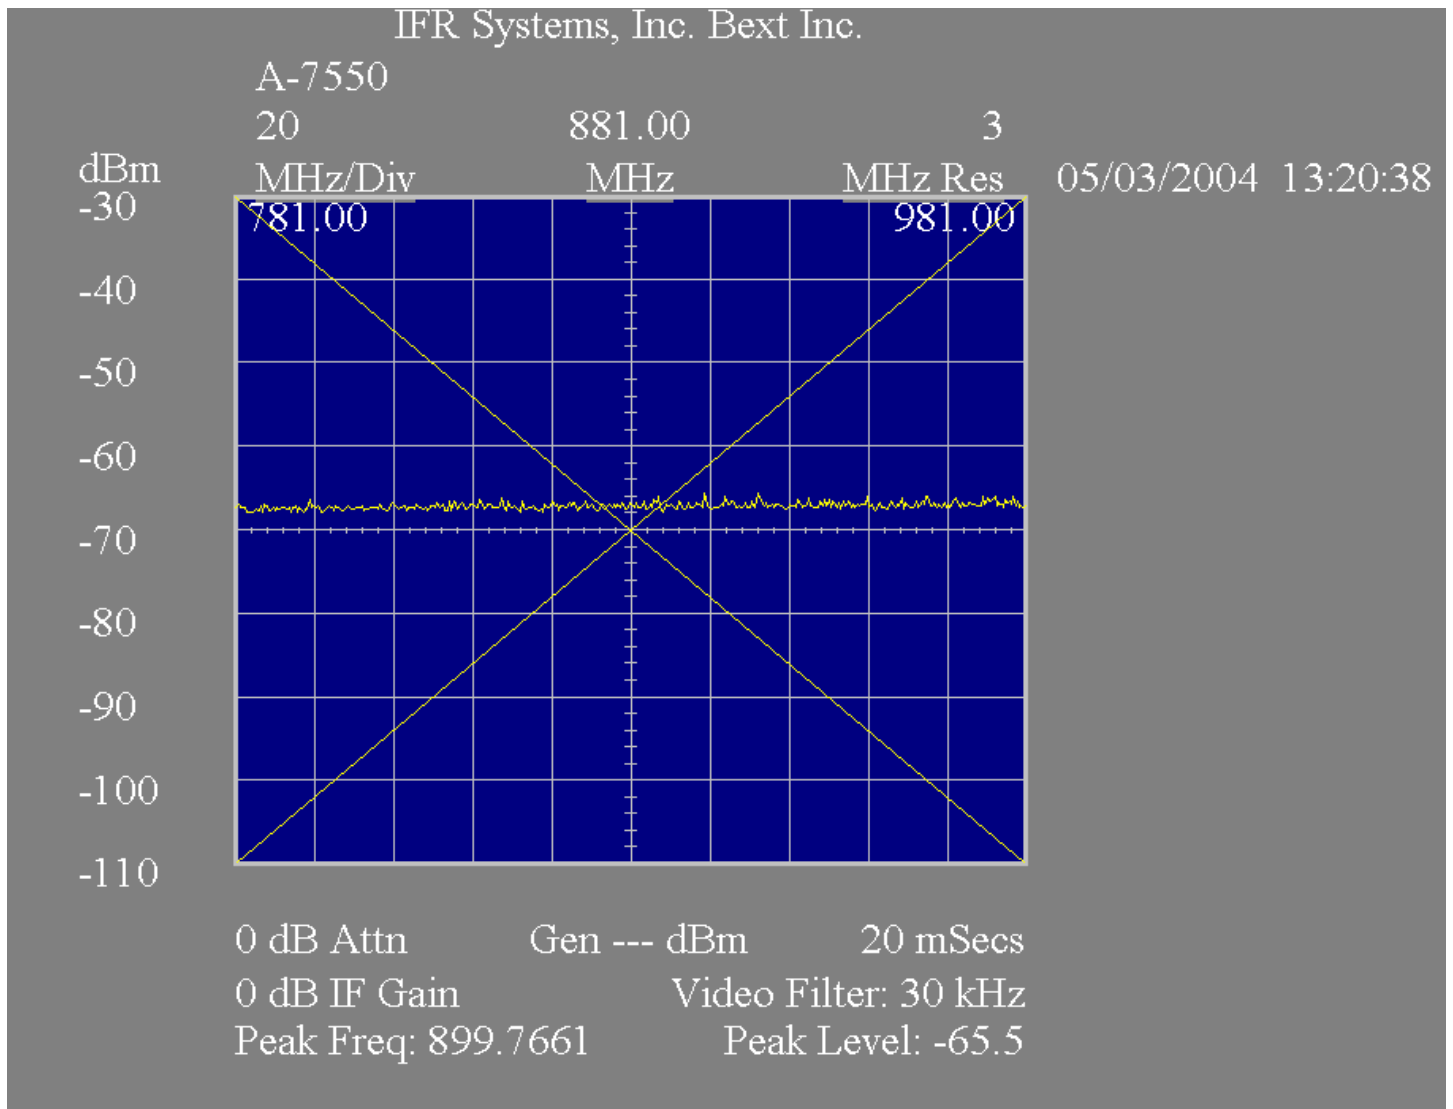 IFR Systems, Inc. Bext Inc.
A-7550
20 881.00 3
dBm MHz/Div MHz MHz Res 05/03/2004 13:20:38
-30
781.00 981.00
-40
-50
-60
-70
-80
-90
-100
-110
0 dB Attn Gen --- dBm 20 mSecs
0 dB IF Gain Video Filter: 30 kHz
Peak Freq: 899.7661 Peak Level: -65.5